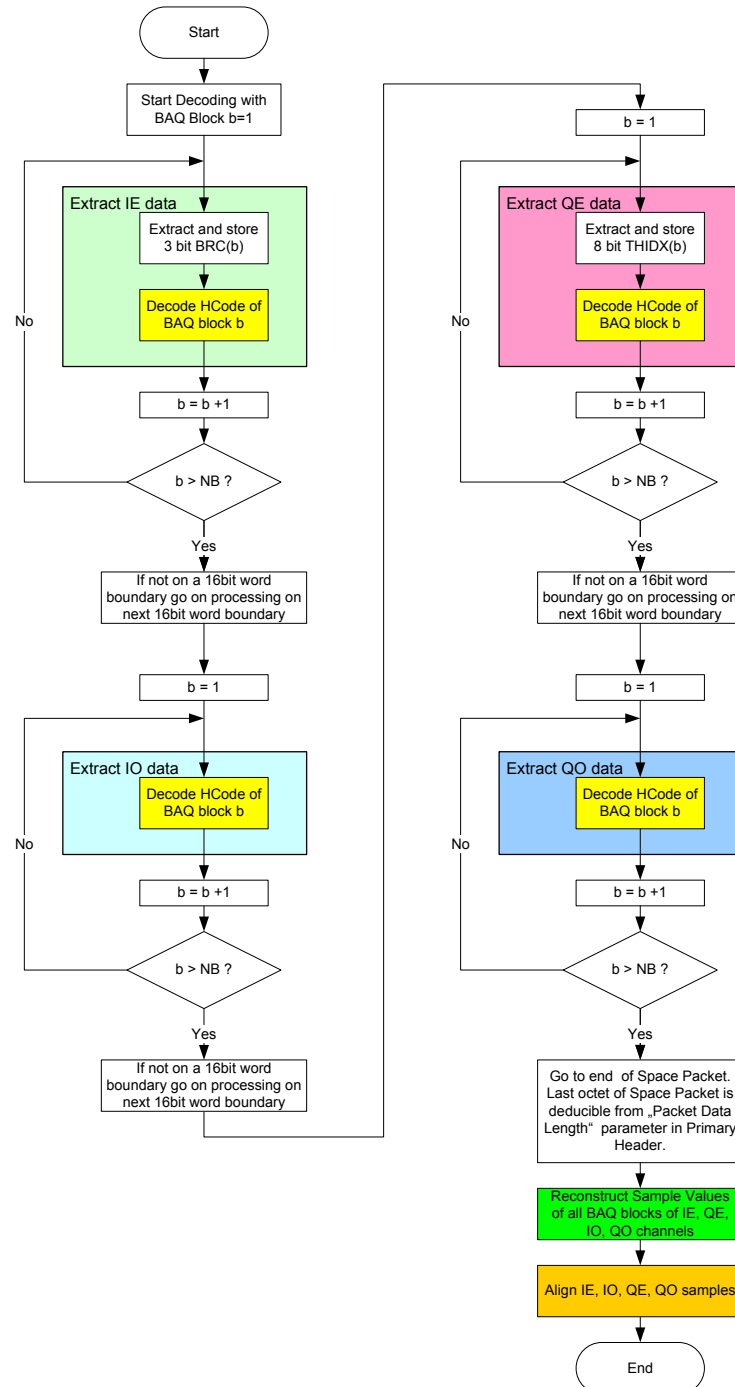 Start
Start Decoding with
BAQ Block b=1
Extract IE data
Extract and store
3 bit BRC(b)
Decode HCode of
BAQ block b
No
b = b +1
b > NB ?
Yes
If not on a 16bit word
boundary go on processing on
next 16bit word boundary
b = 1
Extract IO data
Decode HCode of
BAQ block b
No
b = b +1
b > NB ?
Yes
If not on a 16bit word
boundary go on processing on
next 16bit word boundary
b = 1
Extract QE data
Extract and store
8 bit THIDX(b)
Decode HCode of
BAQ block b
No
b = b +1
b > NB ?
Yes
If not on a 16bit word
boundary go on processing on
next 16bit word boundary
b = 1
Extract QO data
Decode HCode of
BAQ block b
No
b = b +1
b > NB ?
Yes
Go to end of Space Packet.
Last octet of Space Packet is
deducible from „Packet Data
Length“ parameter in Primary
Header.
Reconstruct Sample Values
of all BAQ blocks of IE, QE,
IO, QO channels
Align IE, IO, QE, QO samples
End